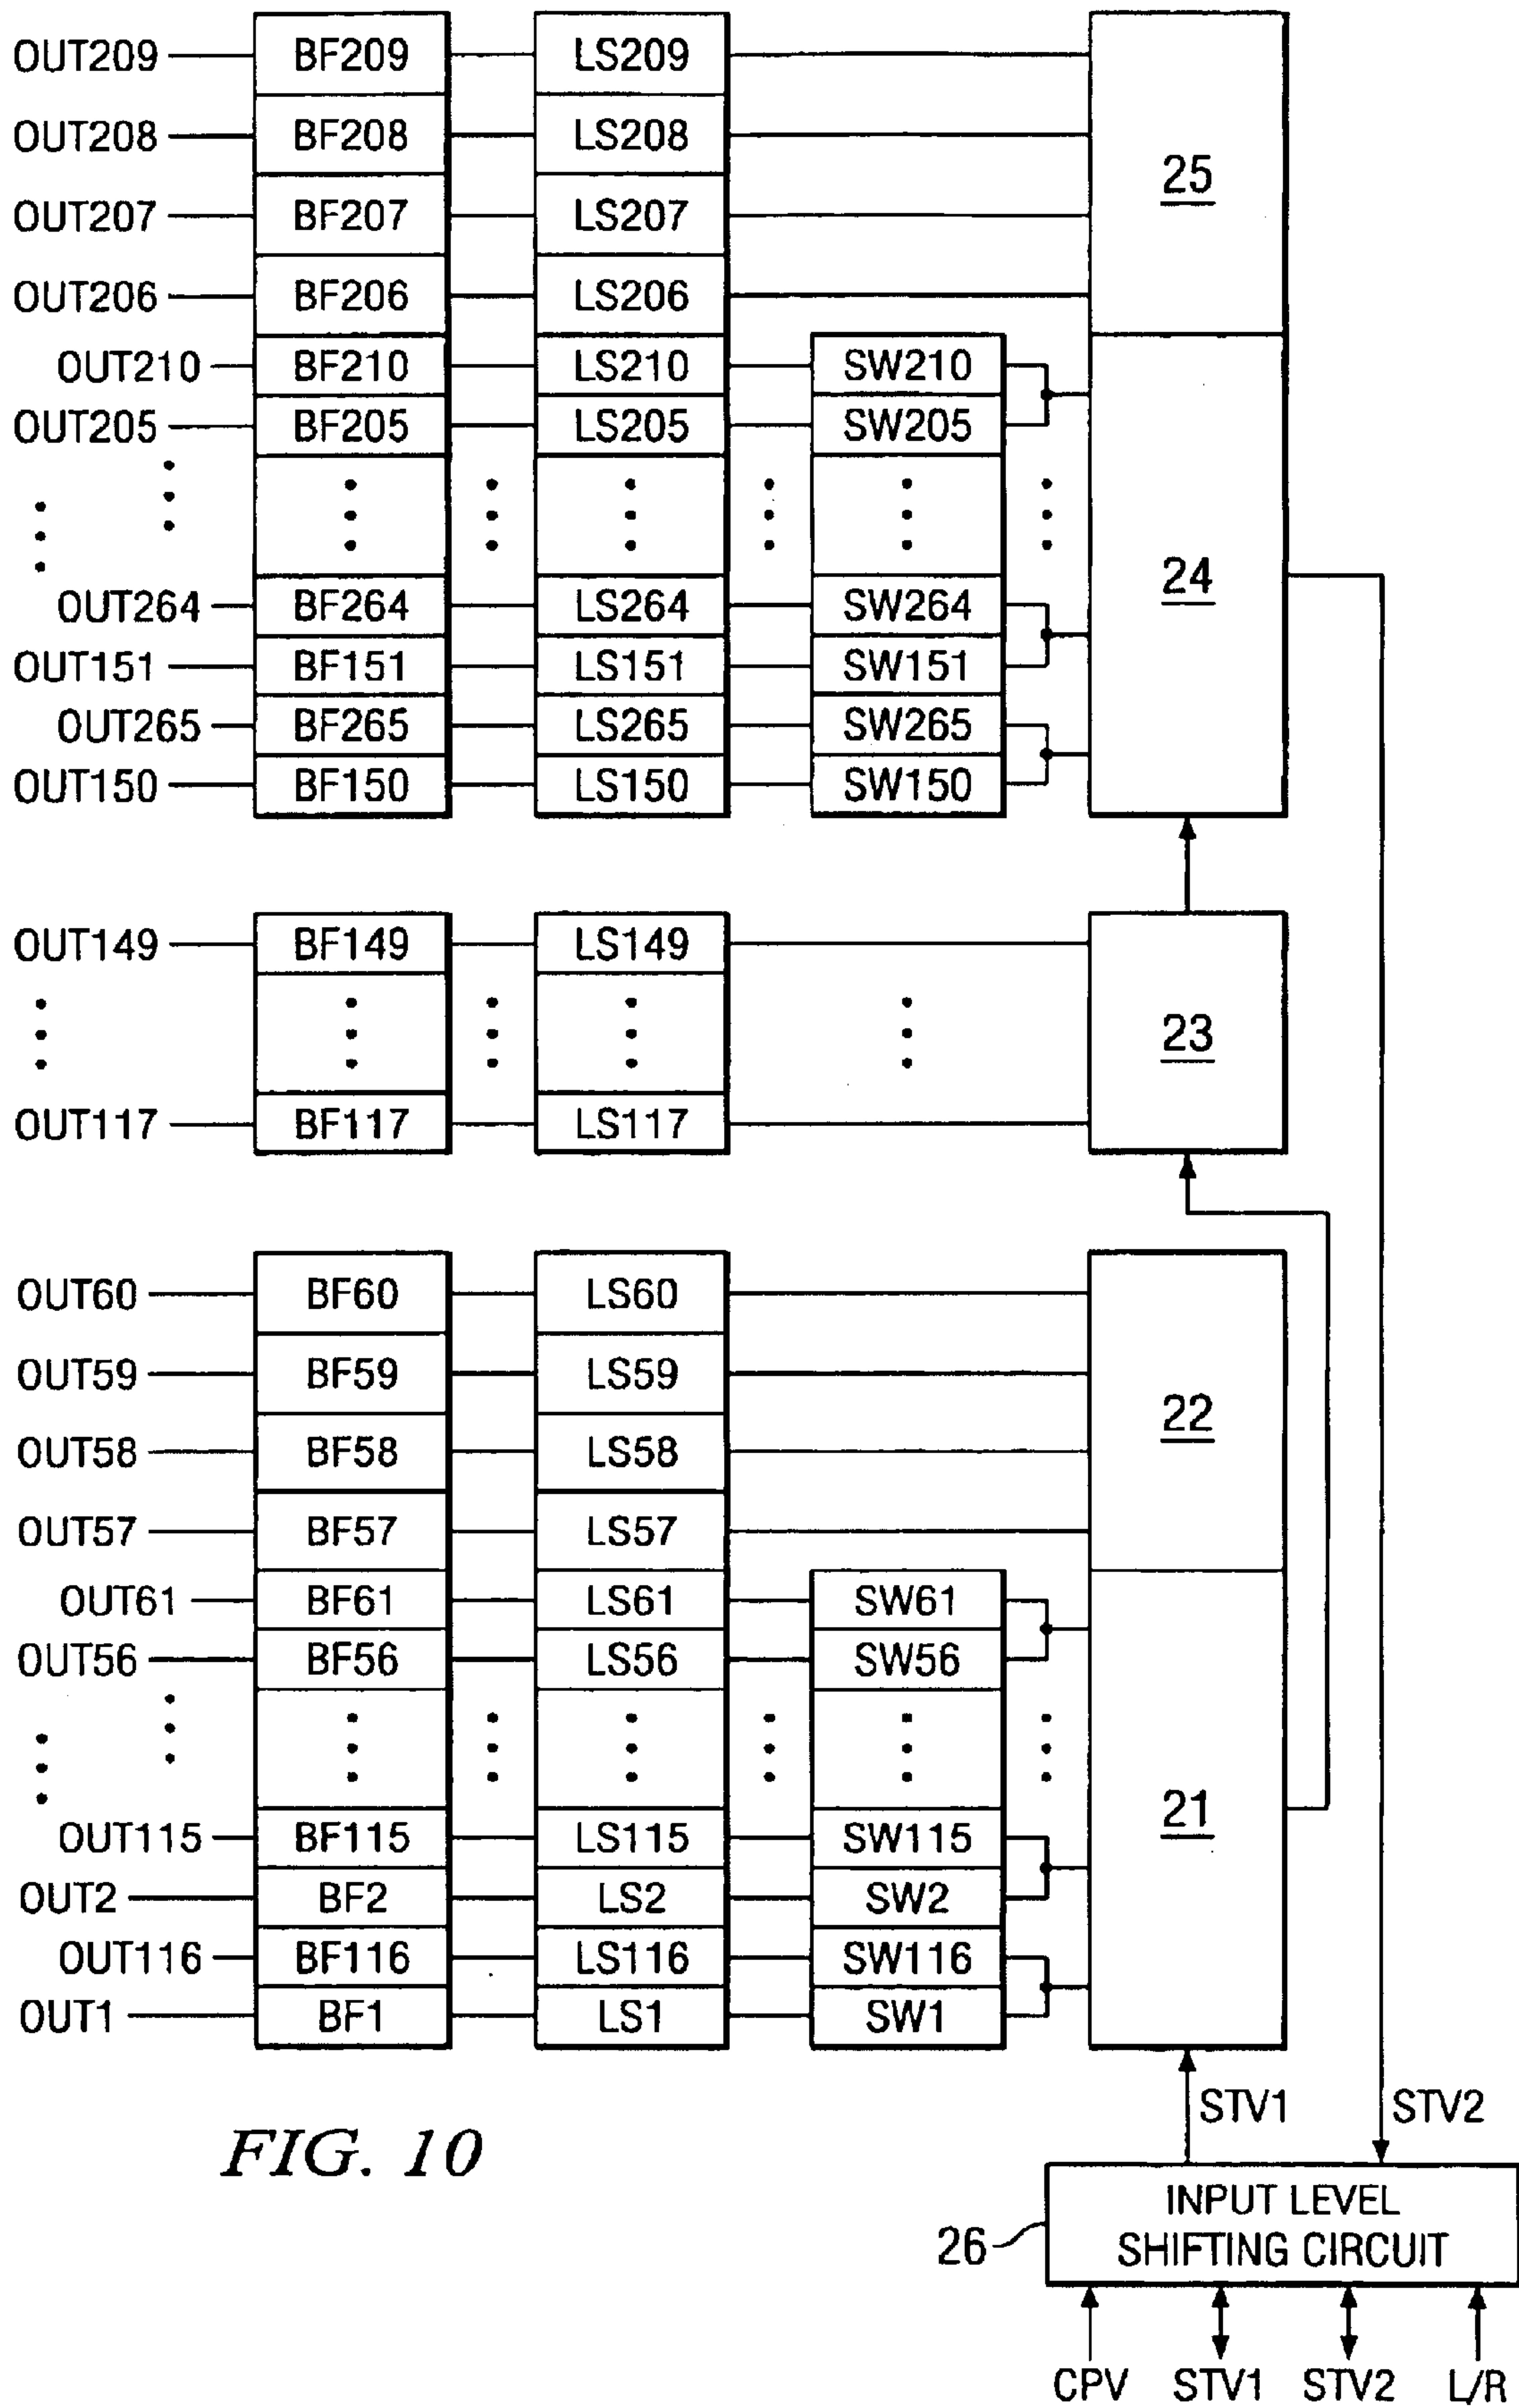 OUT209 BF209 LS209
OUT208 BF208 LS208
25
OUT207 BF207 LS207
OUT206 BF206 LS206
OUT210 BF210 LS210 SW210
OUT205 BF205 LS205 SW205
24
OUT264 BF264 LS264 SW264
OUT151 BF151 LS151 SW151
OUT265 BF265 LS265 SW265
OUT150 BF150 LS150 SW150
OUT149 BF149 LS149
23
OUT117 BF117 LS117
OUT60 BF60 LS60
OUT59 BF59 LS59
22
OUT58 BF58 LS58
OUT57 BF57 LS57
OUT61 BF61 LS61 SW61
OUT56 BF56 LS56 SW56
21
OUT115 BF115 LS115 SW115
OUT2 BF2 LS2 SW2
OUT116 BF116 LS116 SW116
OUT1 BF1 LS1 SW1
STV1 STV2
FIG. 10
INPUT LEVEL
SHIFTING CIRCUIT
26
CPV STV1 STV2 L/R